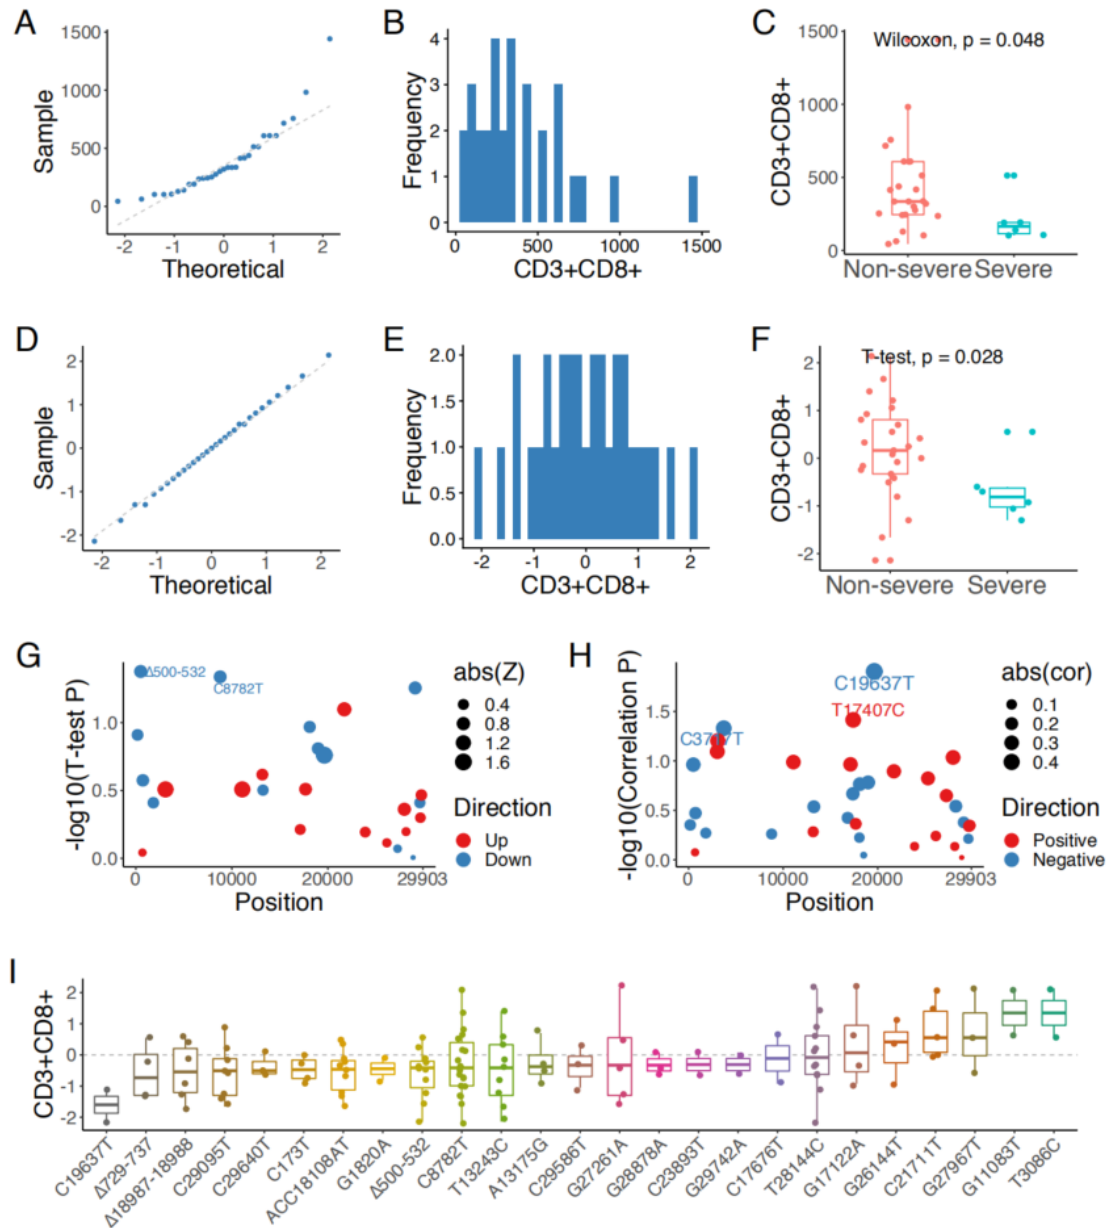 A
1500
1000
500
0
Sample
-2
-1
0
1
2
Theoretical
B
4
3
2
1
0
Frequency
0
500
1000
1500
CD3+CD8+
C
1500
1000
500
0
CD3+CD8+
Wilcoxon, p = 0.048
Non-severe
Severe
D
2
1
0
-1
-2
Sample
-2
-1
0
1
2
Theoretical
E
2.0
1.5
1.0
0.5
0.0
Frequency
-2
-1
0
1
2
CD3+CD8+
F
2
1
0
-1
-2
CD3+CD8+
T-test, p = 0.028
Non-severe
Severe
G
1.0
0.5
0.0
-log10(T-test P)
Δ500-532
C8782T
0
10000
20000
29903
Position
abs(Z)
0.4
0.8
1.2
1.6
Direction
Up
Down
H
1.5
1.0
0.5
0.0
-log10(Correlation P)
C19637T
T17407C
0
10000
20000
29903
Position
abs(cor)
0.1
0.2
0.3
0.4
Direction
Positive
Negative
I
2
1
0
-1
-2
CD3+CD8+
C19637T
Δ729-737
Δ18987-18988
C29095T
C29640T
C173T
ACC18108AT
G1820A
Δ500-532
C8782T
T13243C
A13175G
C29586T
G27261A
G28878A
C23893T
G29742A
C17676T
T28144C
G17122A
G26144T
C21711T
G27967T
G11083T
T3086C